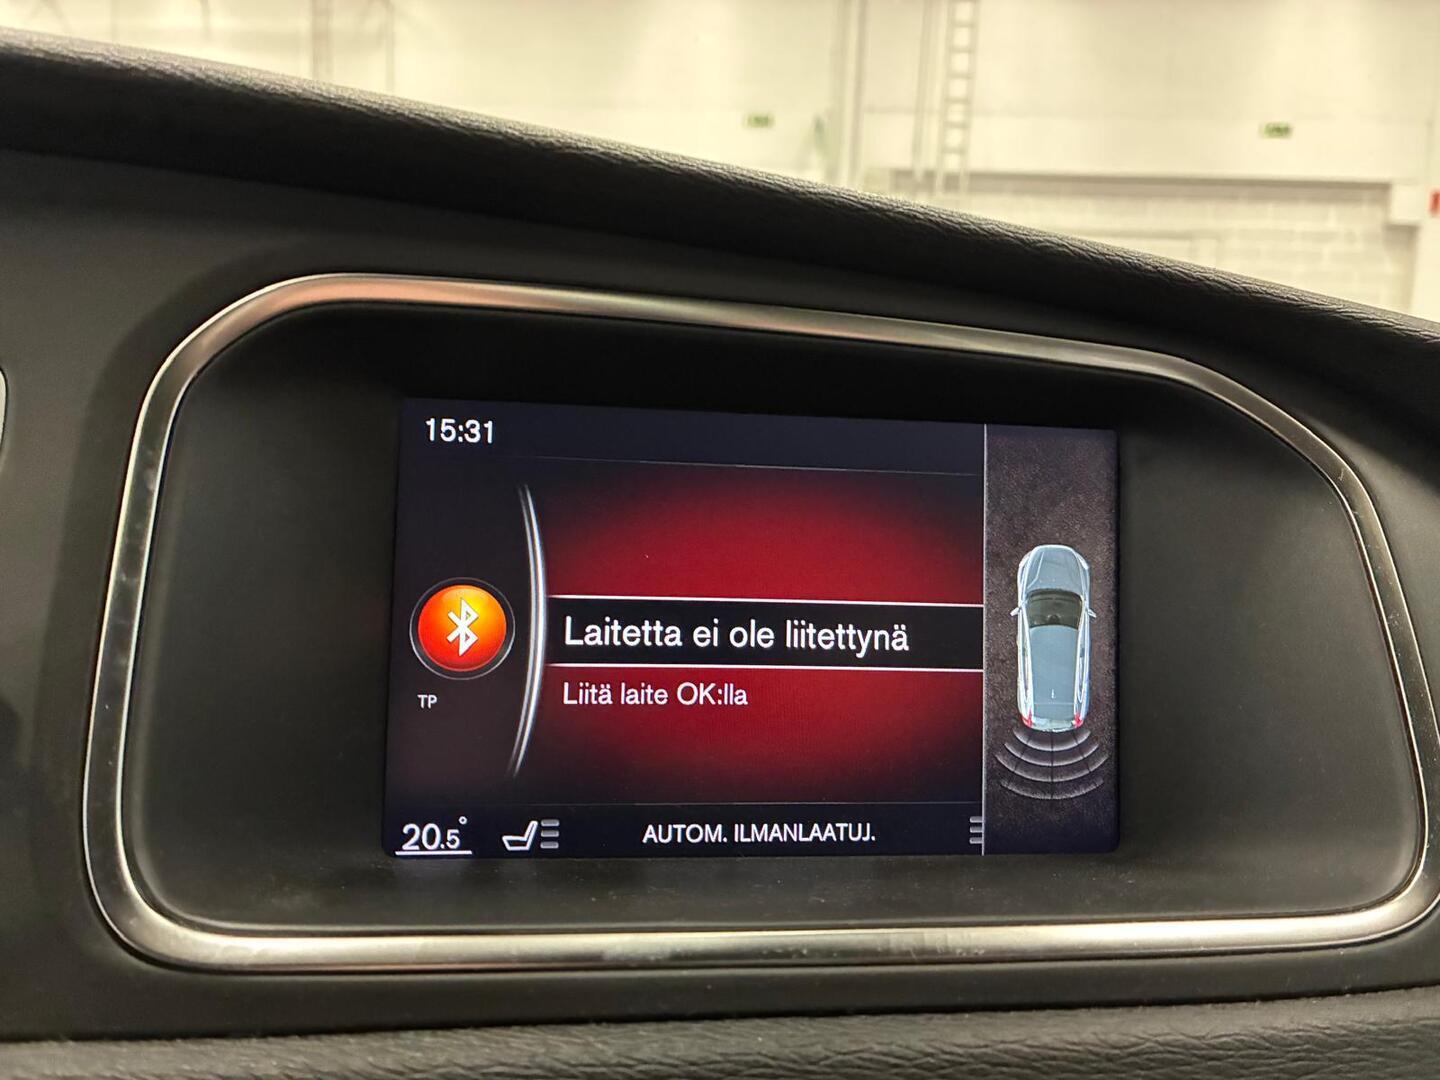 15:31
Laitetta ei ole liitettynä
Liitä laite OK:lla
TP
20.5°
AUTOM. ILMANLAATUJ.